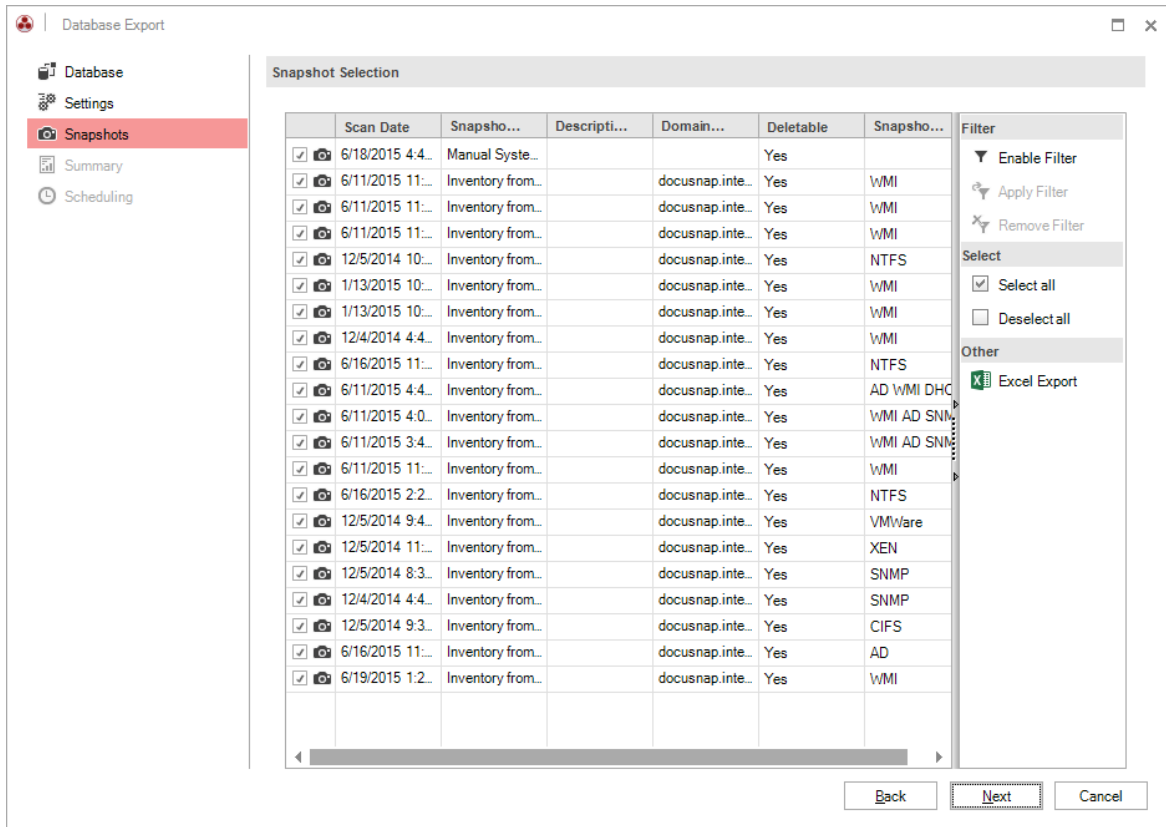 Database Export
Database
Settings
Snapshots
Summary
Scheduling
Snapshot Selection
Scan Date Snapsho... Descripti... Domain... Deletable Snapsho...
6/18/2015 4:4... Manual Syste... Yes
6/11/2015 11:... Inventory from... docusnap.inte... Yes WMI
6/11/2015 11:... Inventory from... docusnap.inte... Yes WMI
6/11/2015 11:... Inventory from... docusnap.inte... Yes WMI
12/5/2014 10:... Inventory from... docusnap.inte... Yes NTFS
1/13/2015 10:... Inventory from... docusnap.inte... Yes WMI
1/13/2015 10:... Inventory from... docusnap.inte... Yes WMI
12/4/2014 4:4... Inventory from... docusnap.inte... Yes WMI
6/16/2015 11:... Inventory from... docusnap.inte... Yes NTFS
6/11/2015 4:4... Inventory from... docusnap.inte... Yes AD WMI DHC
6/11/2015 4:0... Inventory from... docusnap.inte... Yes WMI AD SNM
6/11/2015 3:4... Inventory from... docusnap.inte... Yes WMI AD SNM
6/11/2015 11:... Inventory from... docusnap.inte... Yes WMI
6/16/2015 2:2... Inventory from... docusnap.inte... Yes NTFS
12/5/2014 9:4... Inventory from... docusnap.inte... Yes VMWare
12/5/2014 11:... Inventory from... docusnap.inte... Yes XEN
12/5/2014 8:3... Inventory from... docusnap.inte... Yes SNMP
12/4/2014 4:4... Inventory from... docusnap.inte... Yes SNMP
12/5/2014 9:3... Inventory from... docusnap.inte... Yes CIFS
6/16/2015 11:... Inventory from... docusnap.inte... Yes AD
6/19/2015 1:2... Inventory from... docusnap.inte... Yes WMI
Filter
Enable Filter
Apply Filter
Remove Filter
Select
Select all
Deselect all
Other
Excel Export
Back Next Cancel